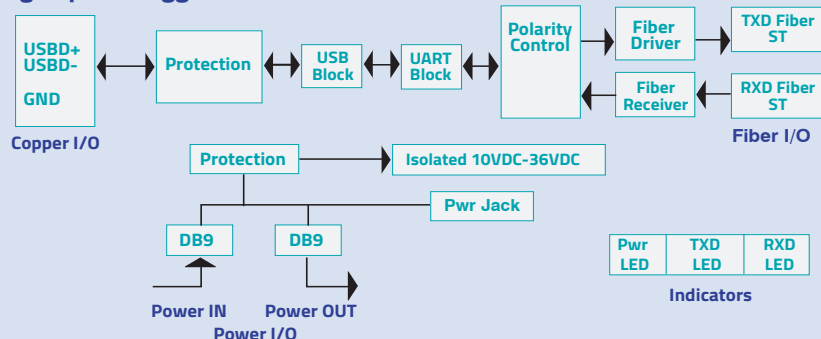 USBD+
USBD-
GND
Copper I/O
Protection
USB
Block
UART
Block
Polarity
Control
Fiber
Driver
TXD Fiber
ST
Fiber
Receiver
RXD Fiber
ST
Fiber I/O
Protection
Isolated 10VDC-36VDC
Pwr Jack
DB9
DB9
Power IN
Power OUT
Power I/O
Pwr
LED
TXD
LED
RXD
LED
Indicators